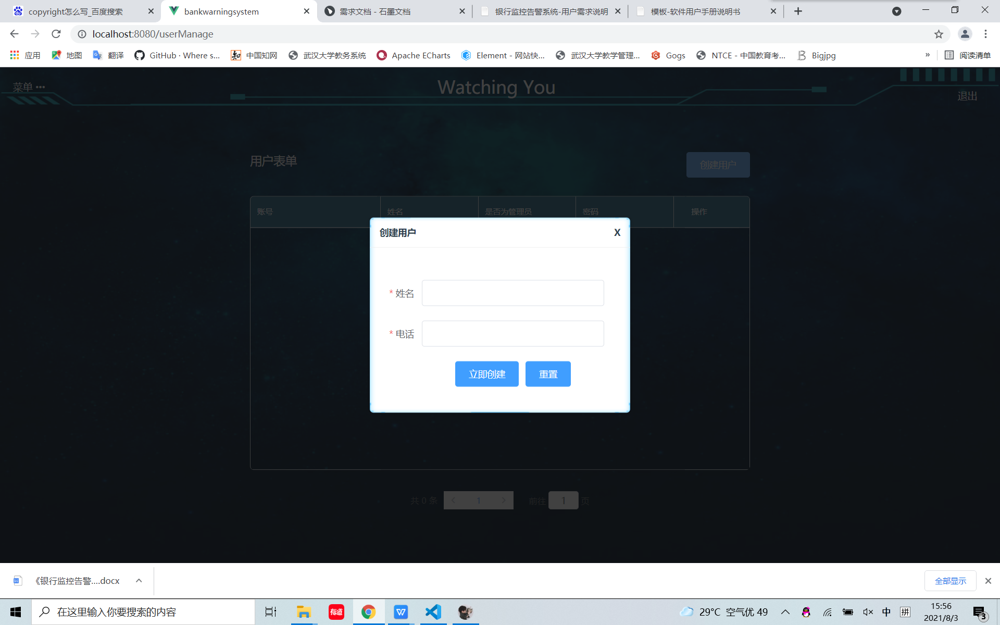 copyright怎么写_百度搜索
bankwarningsystem
需求文档 - 石墨文档
银行监控告警系统-用户需求说明
模板-软件用户手册说明书
localhost:8080/userManage
应用
地图
翻译
GitHub · Where s...
中国知网
武汉大学教务系统
Apache ECharts
Element - 网站快...
武汉大学教学管理...
Gogs
NTCE - 中国教育考...
Bigjpg
»
阅读清单
菜单 •••
Watching You
退出
用户表单
创建用户
账号
姓名
是否为管理员
密码
操作
创建用户
X
* 姓名
* 电话
立即创建
重置
共 0 条
1
前往 1 页
《银行监控告警....docx
全部显示
在这里输入你要搜索的内容
有道
29°C 空气优 49
中
拼
15:56
2021/8/3
3